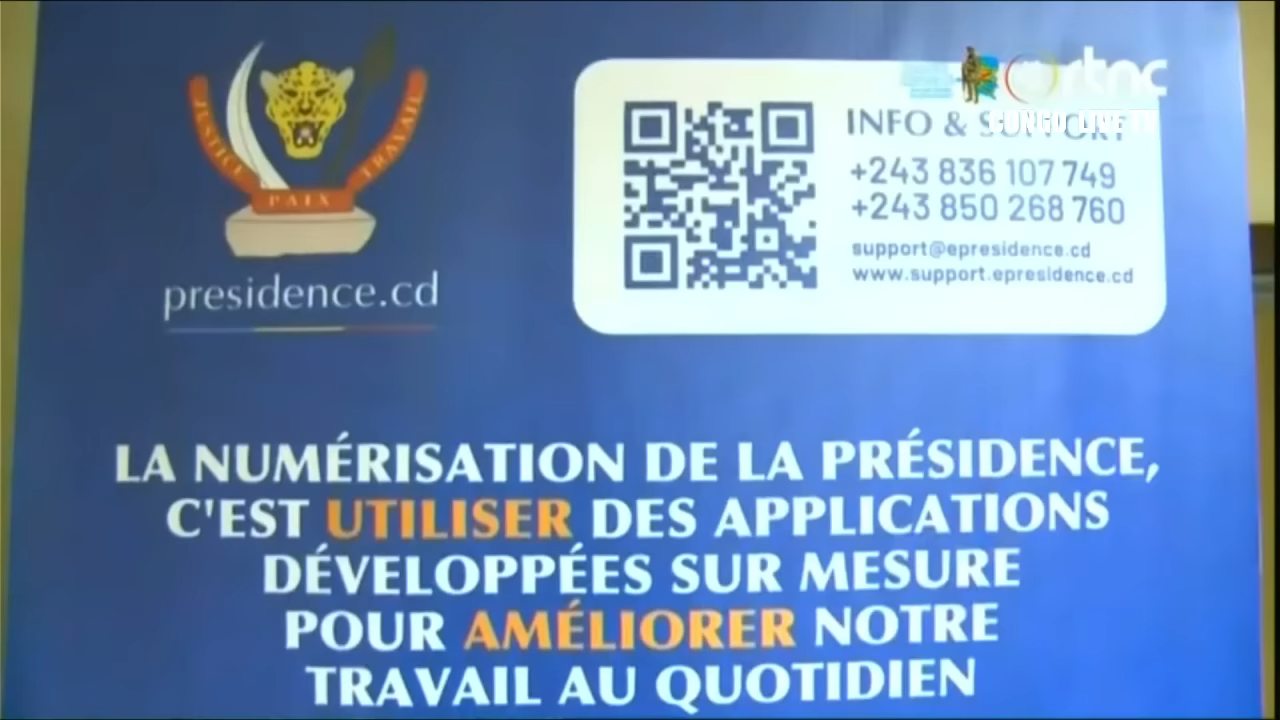 JUSTICE
PAIX
TRAVAIL
presidence.cd
rtnc
LIVE TV
INFO & SUPPORT
+243 836 107 749
+243 850 268 760
support@epresidence.cd
www.support.epresidence.cd
LA NUMÉRISATION DE LA PRÉSIDENCE,
C'EST UTILISER DES APPLICATIONS
DÉVELOPPÉES SUR MESURE
POUR AMÉLIORER NOTRE
TRAVAIL AU QUOTIDIEN